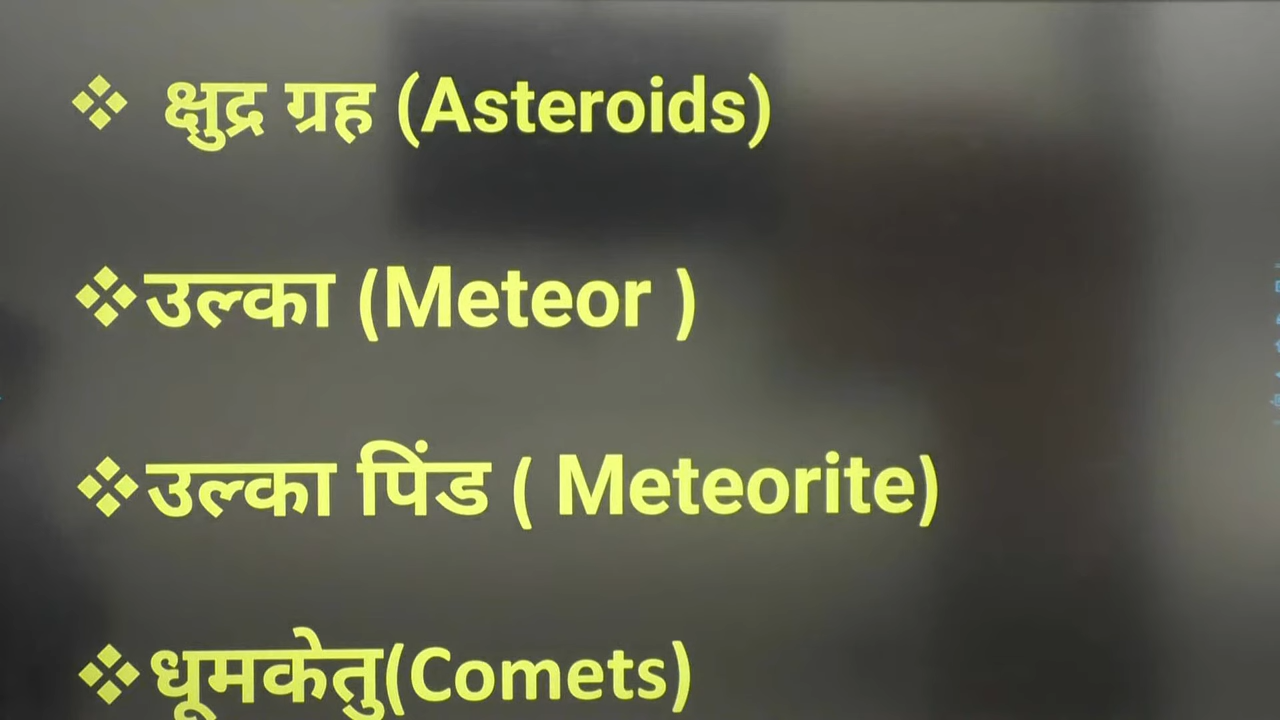 ❖ क्षुद्र ग्रह (Asteroids)
❖उल्का (Meteor )
❖उल्का पिंड ( Meteorite)
❖धूमकेतु(Comets)